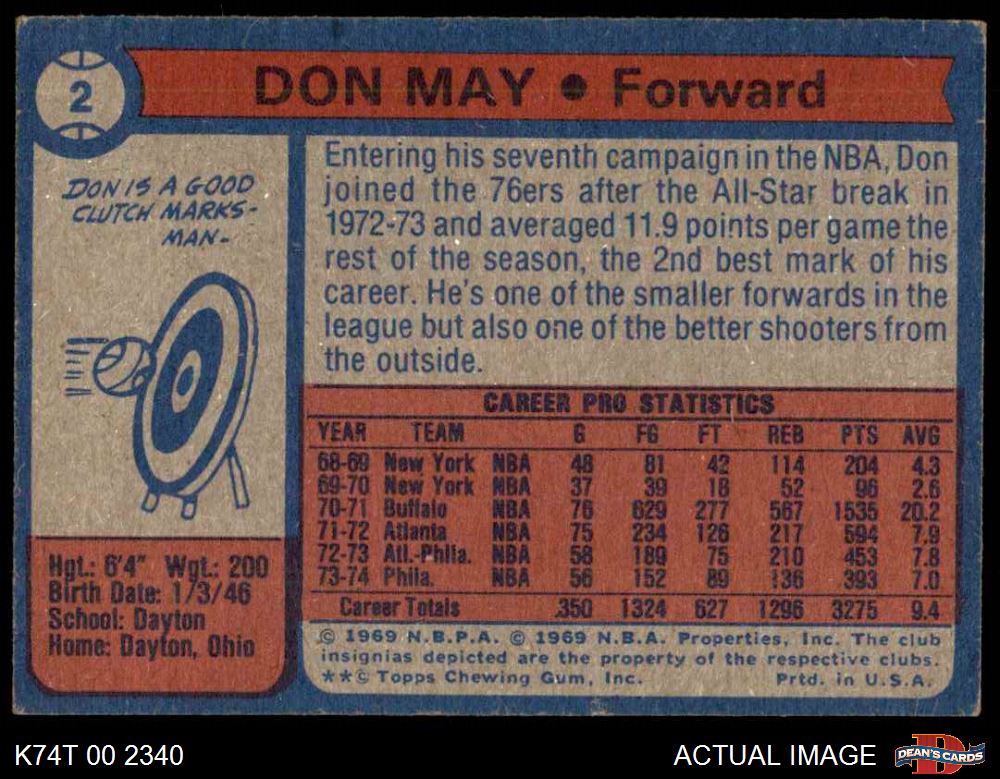 2
DON MAY ● Forward
DON IS A GOOD
CLUTCH MARKS-
MAN-
Hgt.: 6'4" Wgt.: 200
Birth Date: 1/3/46
School: Dayton
Home: Dayton, Ohio
Entering his seventh campaign in the NBA, Don
joined the 76ers after the All-Star break in
1972-73 and averaged 11.9 points per game the
rest of the season, the 2nd best mark of his
career. He's one of the smaller forwards in the
league but also one of the better shooters from
the outside.
CAREER PRO STATISTICS
YEAR TEAM G FG FT REB PTS AVG
68-69 New York NBA 48 81 42 114 204 4.3
69-70 New York NBA 37 39 18 52 96 2.6
70-71 Buffalo NBA 76 629 277 567 1535 20.2
71-72 Atlanta NBA 75 234 126 217 594 7.9
72-73 Atl.-Phila. NBA 58 189 75 210 453 7.8
73-74 Phila. NBA 56 152 89 136 393 7.0
Career Totals 350 1324 627 1296 3275 9.4
© 1969 N.B.P.A. © 1969 N.B.A. Properties, Inc. The club
insignias depicted are the property of the respective clubs.
**© Topps Chewing Gum, Inc. Prtd. in U.S.A.
K74T 00 2340 ACTUAL IMAGE DEAN'S CARDS